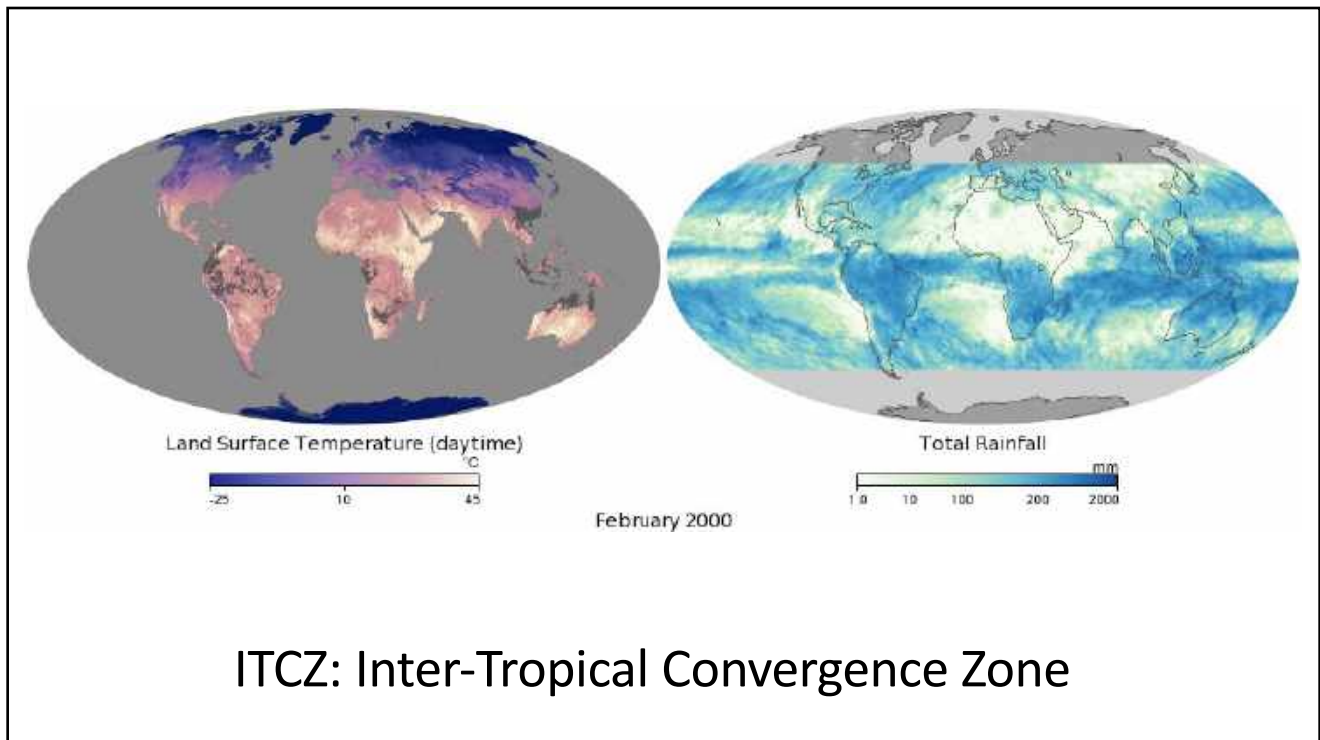 Land Surface Temperature (daytime)
°C
-25 10 45
Total Rainfall
mm
1.0 10 100 200 2000
February 2000
ITCZ: Inter-Tropical Convergence Zone